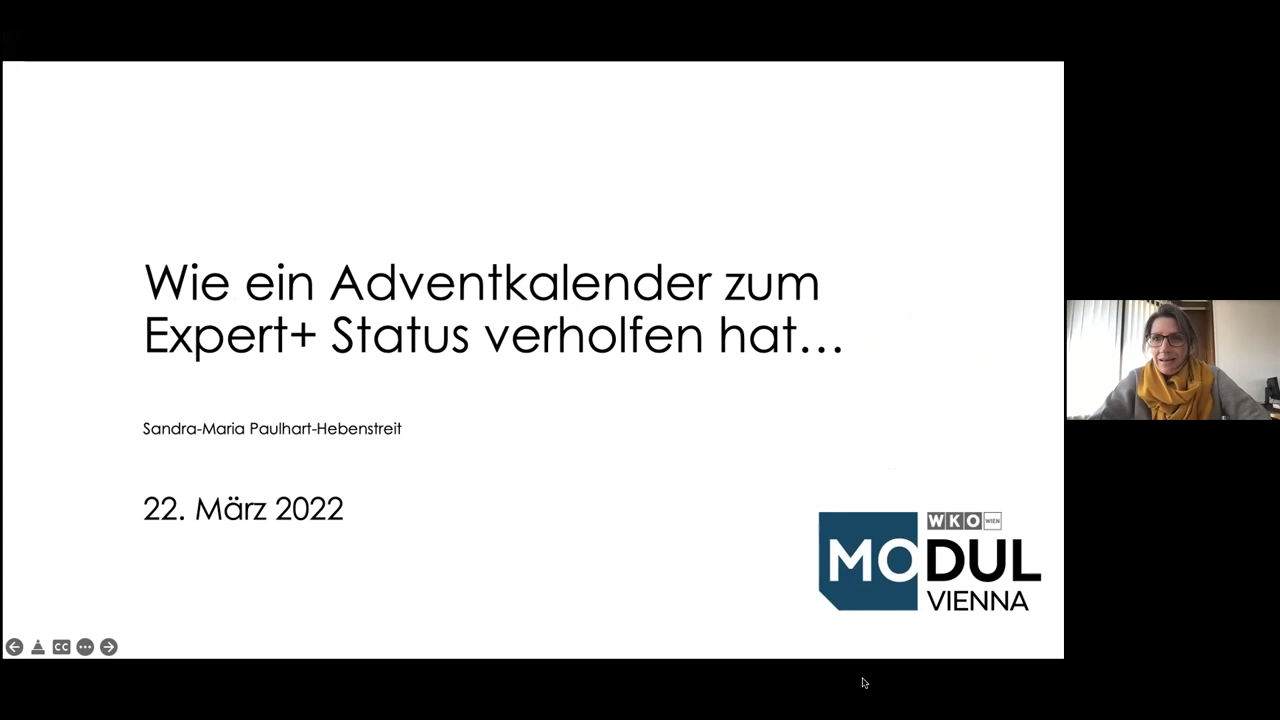 Wie ein Adventkalender zum
Expert+ Status verholfen hat...
Sandra-Maria Paulhart-Hebenstreit
22. März 2022
WKO WIEN
MODUL
VIENNA
CC